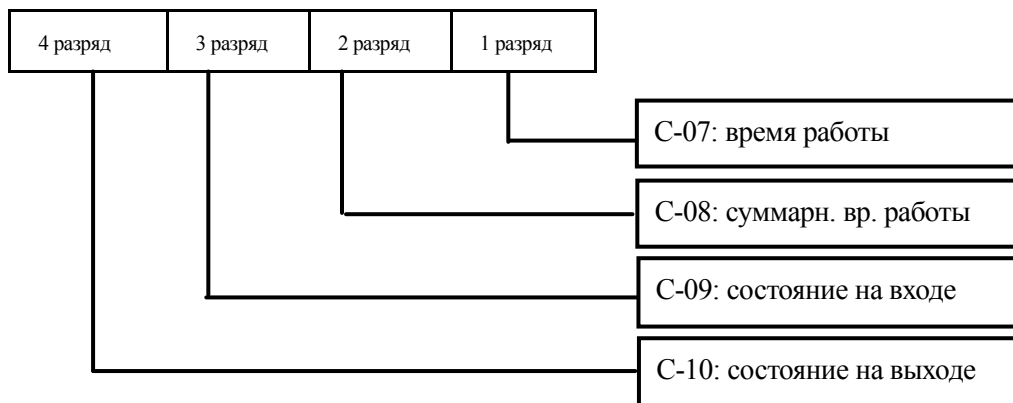 4 разряд 3 разряд 2 разряд 1 разряд
С-07: время работы
С-08: суммарн. вр. работы
С-09: состояние на входе
С-10: состояние на выходе